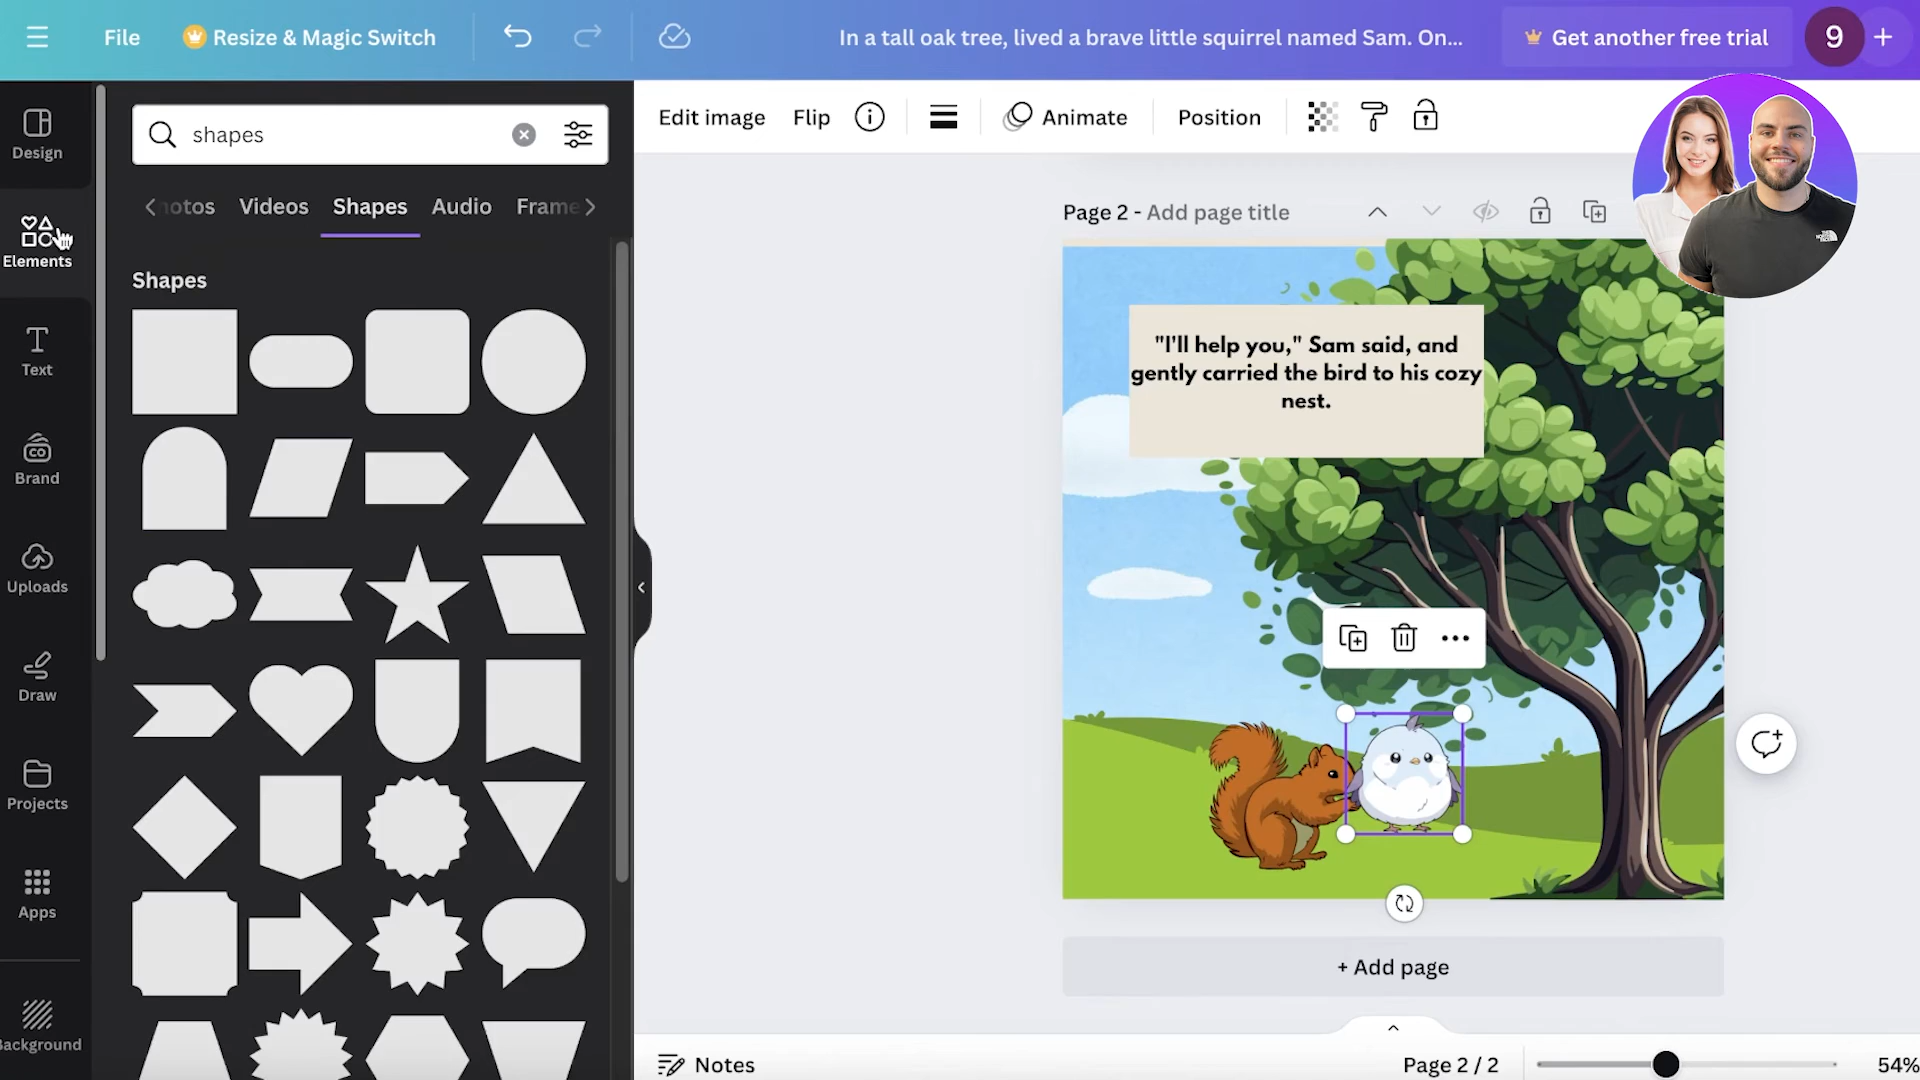 File
Resize & Magic Switch
In a tall oak tree, lived a brave little squirrel named Sam. On...
Get another free trial
9
Design
Elements
Text
Brand
Uploads
Draw
Projects
Apps
Background
shapes
otos
Videos
Shapes
Audio
Frame
Shapes
Edit image
Flip
Animate
Position
Page 2 - Add page title
"I'll help you," Sam said, and
gently carried the bird to his cozy
nest.
+ Add page
Notes
Page 2 / 2
54%